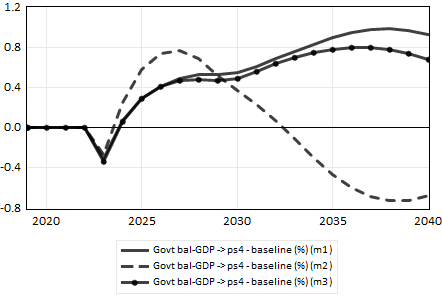 1.2
0.8
0.4
0.0
-0.4
-0.8
2020 2025 2030 2035 2040
Govt bal-GDP -> ps4 - baseline (%) (m1)
Govt bal-GDP -> ps4 - baseline (%) (m2)
Govt bal-GDP -> ps4 - baseline (%) (m3)